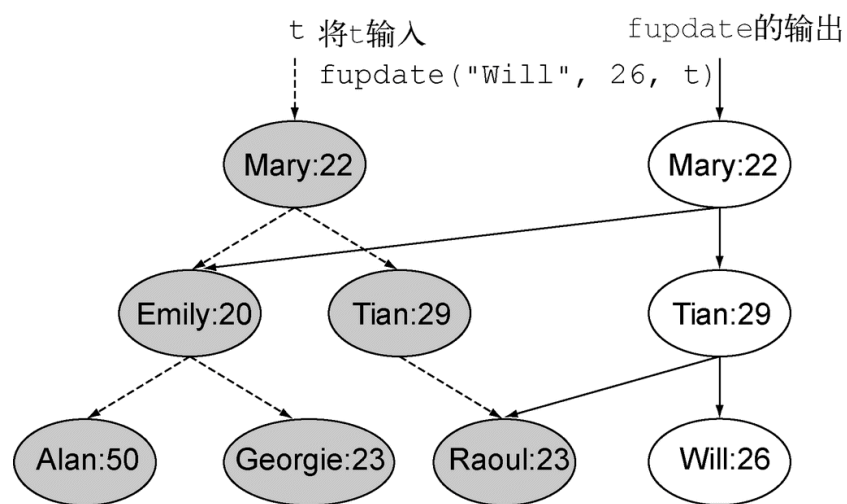 t 将t输入
fupdate("Will", 26, t)
fupdate的输出
Mary:22
Mary:22
Emily:20
Tian:29
Tian:29
Alan:50
Georgie:23
Raoul:23
Will:26